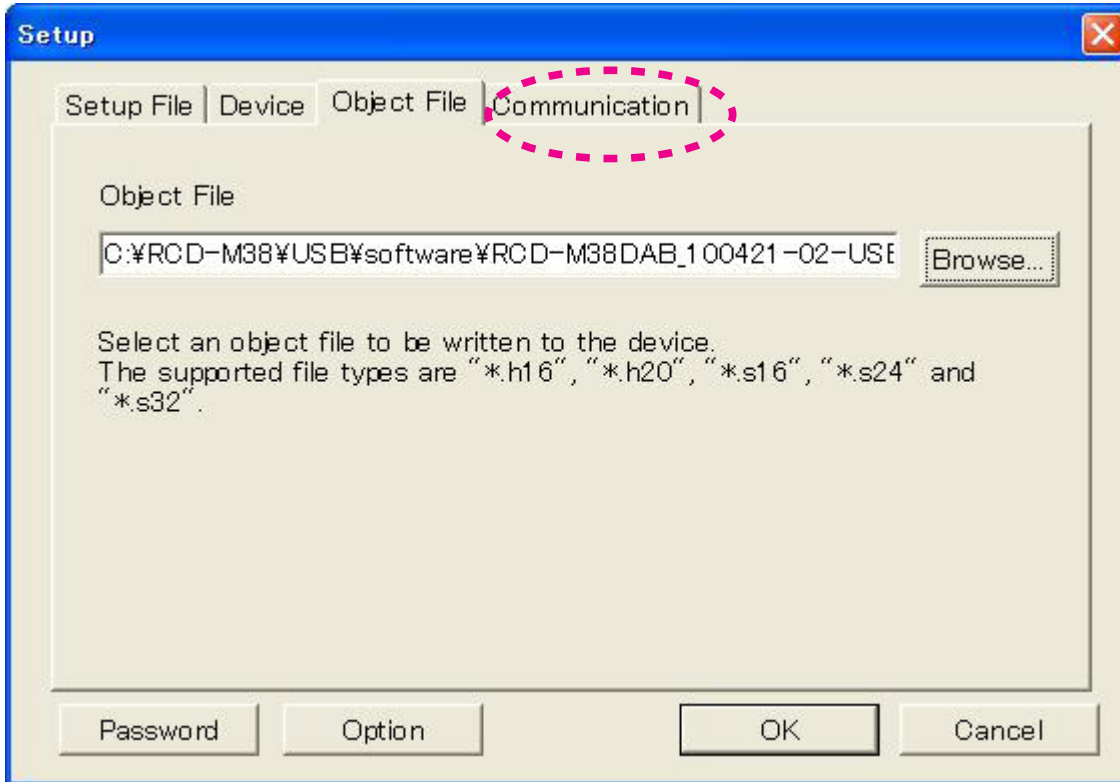 Setup
Setup File Device Object File Communication
Object File
C:¥RCD-M38¥USB¥software¥RCD-M38DAB_100421-02-USE Browse...
Select an object file to be written to the device.
The supported file types are "*.h16", "*.h20", "*.s16", "*.s24" and
"*.s32".
Password Option OK Cancel